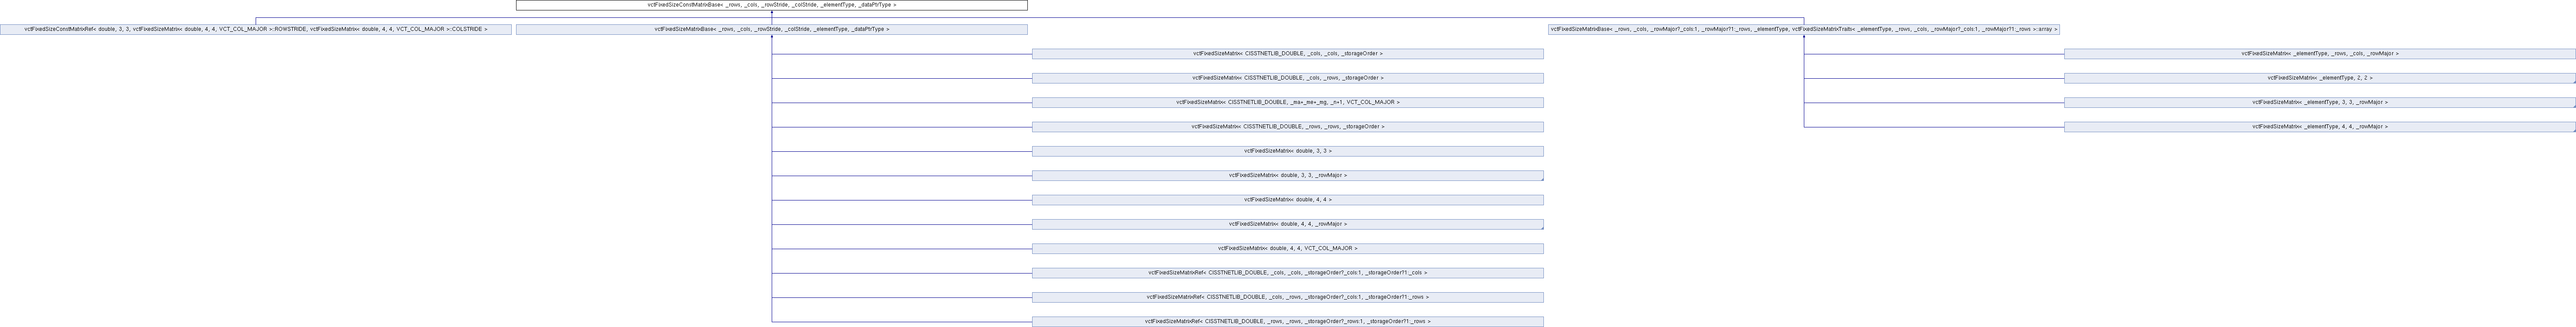 vctFixedSizeConstMatrixBase< _rows, _cols, _rowStride, _colStride, _elementType, _dataPtrType >
vctFixedSizeConstMatrixRef< double, 3, 3, vctFixedSizeMatrix< double, 4, 4, VCT_COL_MAJOR >::ROWSTRIDE, vctFixedSizeMatrix< double, 4, 4, VCT_COL_MAJOR >::COLSTRIDE >
vctFixedSizeMatrixBase< _rows, _cols, _rowStride, _colStride, _elementType, _dataPtrType >
vctFixedSizeMatrixBase< _rows, _cols, _rowMajor?_cols:1, _rowMajor?1:_rows, _elementType, vctFixedSizeMatrixTraits< _elementType, _rows, _cols, _rowMajor?_cols:1, _rowMajor?1:_rows >::array >
vctFixedSizeMatrix< CISSTNETLIB_DOUBLE, _cols, _cols, _storageOrder >
vctFixedSizeMatrix< _elementType, _rows, _cols, _rowMajor >
vctFixedSizeMatrix< CISSTNETLIB_DOUBLE, _cols, _rows, _storageOrder >
vctFixedSizeMatrix< _elementType, 2, 2 >
vctFixedSizeMatrix< CISSTNETLIB_DOUBLE, _ma+_me+_mg, _n+1, VCT_COL_MAJOR >
vctFixedSizeMatrix< _elementType, 3, 3, _rowMajor >
vctFixedSizeMatrix< CISSTNETLIB_DOUBLE, _rows, _rows, _storageOrder >
vctFixedSizeMatrix< _elementType, 4, 4, _rowMajor >
vctFixedSizeMatrix< double, 3, 3 >
vctFixedSizeMatrix< double, 3, 3, _rowMajor >
vctFixedSizeMatrix< double, 4, 4 >
vctFixedSizeMatrix< double, 4, 4, _rowMajor >
vctFixedSizeMatrix< double, 4, 4, VCT_COL_MAJOR >
vctFixedSizeMatrixRef< CISSTNETLIB_DOUBLE, _cols, _cols, _storageOrder?_cols:1, _storageOrder?1:_cols >
vctFixedSizeMatrixRef< CISSTNETLIB_DOUBLE, _cols, _rows, _storageOrder?_cols:1, _storageOrder?1:_rows >
vctFixedSizeMatrixRef< CISSTNETLIB_DOUBLE, _rows, _rows, _storageOrder?_rows:1, _storageOrder?1:_rows >